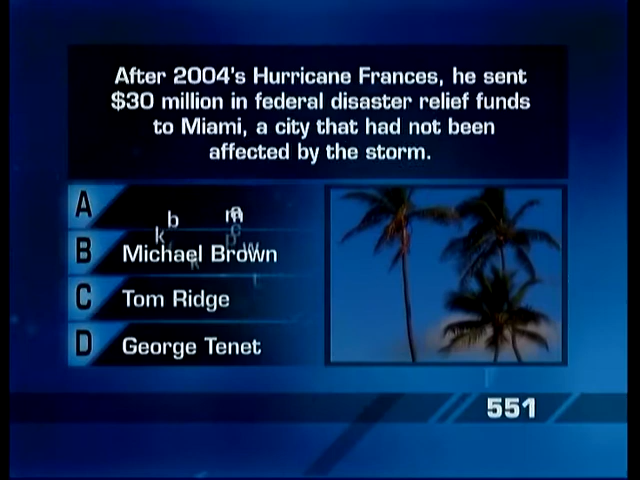 After 2004's Hurricane Frances, he sent
$30 million in federal disaster relief funds
to Miami, a city that had not been
affected by the storm.
A
B Michael Brown
C Tom Ridge
D George Tenet
551